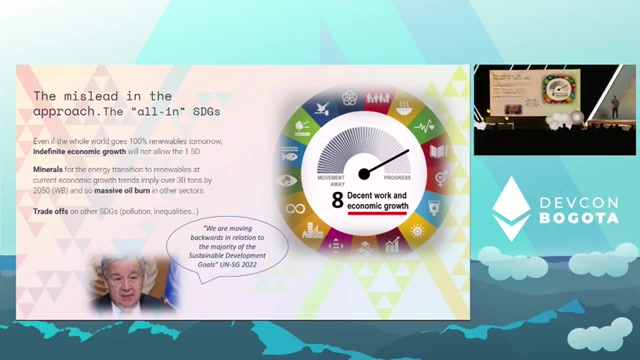 The mislead in the
approach.The "all-in" SDGs
Even if the whole world goes 100% renewables tomorrow,
indefinite economic growth will not allow the 1.5D
Minerals for the energy transition to renewables at
current economic growth trends imply over 3B tons by
2050 (WB) and so massive oil burn in other sectors.
Trade offs on other SDGs (pollution, inequalities...)
"We are moving
backwards in relation to
the majority of the
Sustainable Development
Goals" UN-SG 2022
MOVEMENT
AWAY
PROGRESS
8 Decent work and
economic growth
DEVCON
BOGOTA